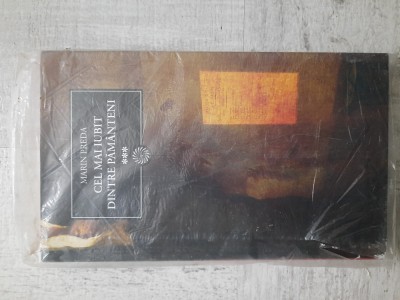 MARIN PREDA
CEL MAI IUBIT
DINTRE PĂMÂNTENI
***